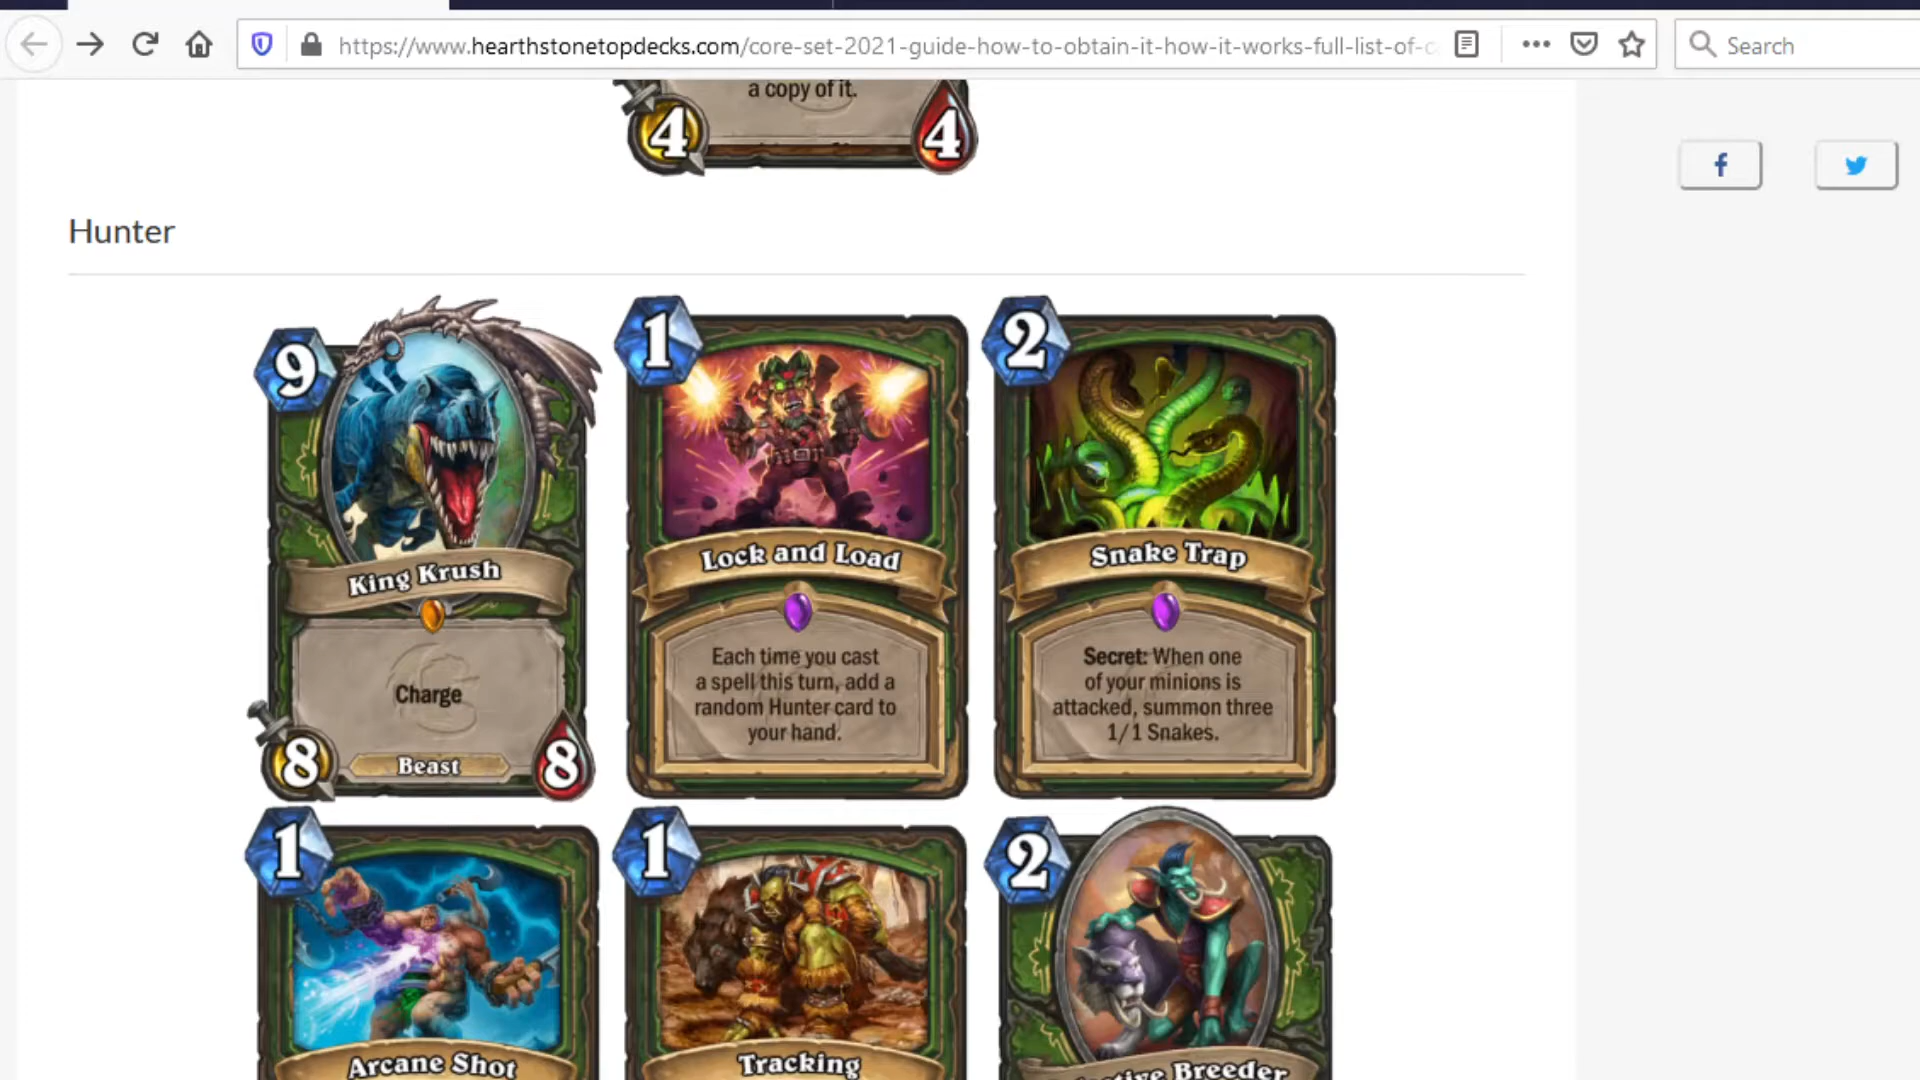 https://www.hearthstonetopdecks.com/core-set-2021-guide-how-to-obtain-it-how-it-works-full-list-of-c
Search
a copy of it.
4
4
Hunter
9
King Krush
Charge
8
Beast
8
1
Lock and Load
Each time you cast
a spell this turn, add a
random Hunter card to
your hand.
2
Snake Trap
Secret: When one
of your minions is
attacked, summon three
1/1 Snakes.
1
Arcane Shot
1
Tracking
2
Breeder